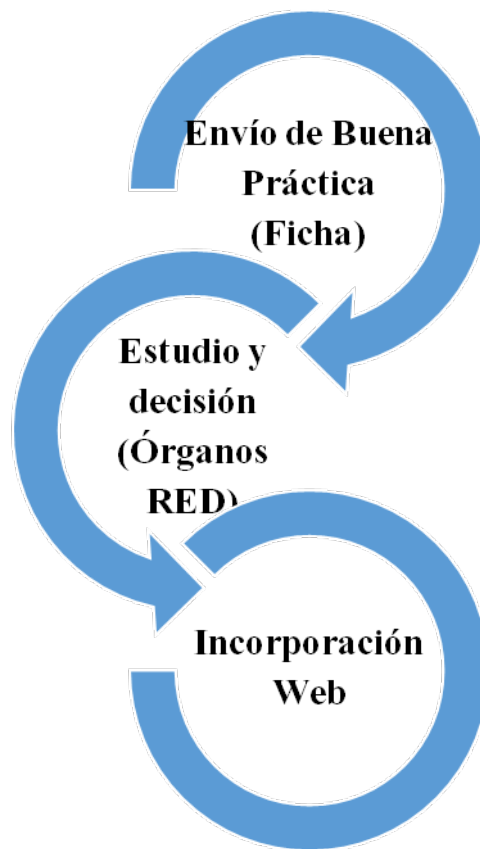 Envío de Buena
Práctica
(Ficha)
Estudio y
decisión
(Órganos
RED)
Incorporación
Web